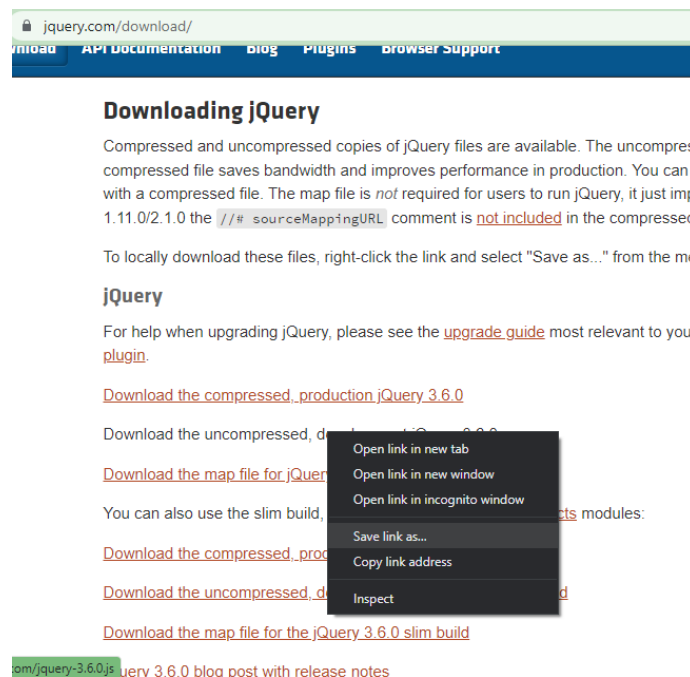 jquery.com/download/
API Documentation Blog Plugins Browser Support
Downloading jQuery
Compressed and uncompressed copies of jQuery files are available. The
compressed file saves bandwidth and improves performance in production. You can
with a compressed file. The map file is not required for users to run jQuery, it just
1.11.0/2.1.0 the //# sourceMappingURL comment is not included in the
To locally download these files, right-click the link and select "Save as..." from the
jQuery
For help when upgrading jQuery, please see the upgrade guide most relevant to
plugin.
Download the compressed, production jQuery 3.6.0
Download the uncompressed,
Download the map file for
You can also use the slim build, modules:
Download the compressed,
Download the uncompressed,
Download the map file for the jQuery 3.6.0 slim build
3.6.0 blog post with release notes
Open link in new tab
Open link in new window
Open link in incognito window
Save link as...
Copy link address
Inspect
om/jquery-3.6.0.js